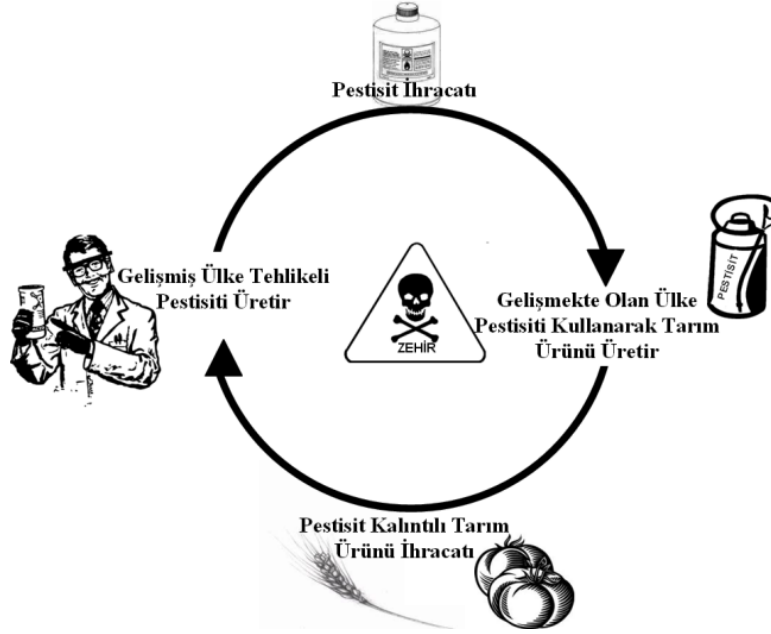 Pestisit İhracatı
Gelişmiş Ülke Tehlikeli
Pestisiti Üretir
ZEHİR
PESTİSİT
Gelişmekte Olan Ülke
Pestisiti Kullanarak Tarım
Ürünü Üretir
Pestisit Kalıntılı Tarım
Ürünü İhracatı